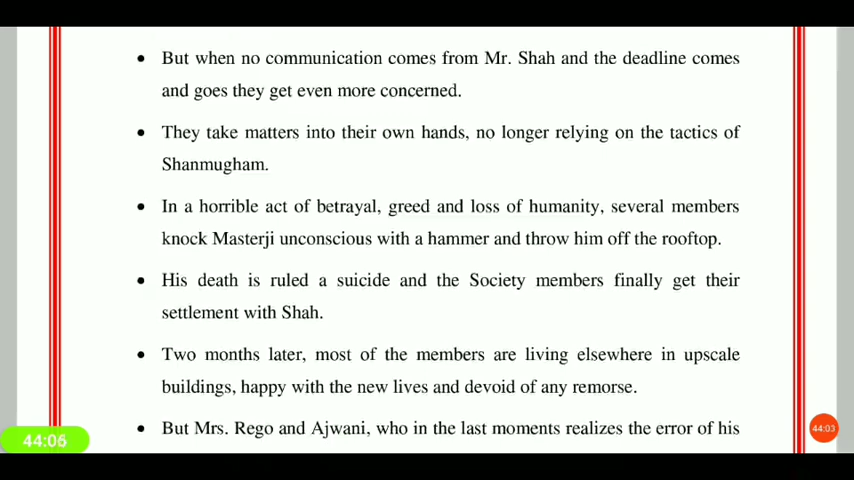 • But when no communication comes from Mr. Shah and the deadline comes
and goes they get even more concerned.
• They take matters into their own hands, no longer relying on the tactics of
Shanmugham.
• In a horrible act of betrayal, greed and loss of humanity, several members
knock Masterji unconscious with a hammer and throw him off the rooftop.
• His death is ruled a suicide and the Society members finally get their
settlement with Shah.
• Two months later, most of the members are living elsewhere in upscale
buildings, happy with the new lives and devoid of any remorse.
• But Mrs. Rego and Ajwani, who in the last moments realizes the error of his
44:06
44:03